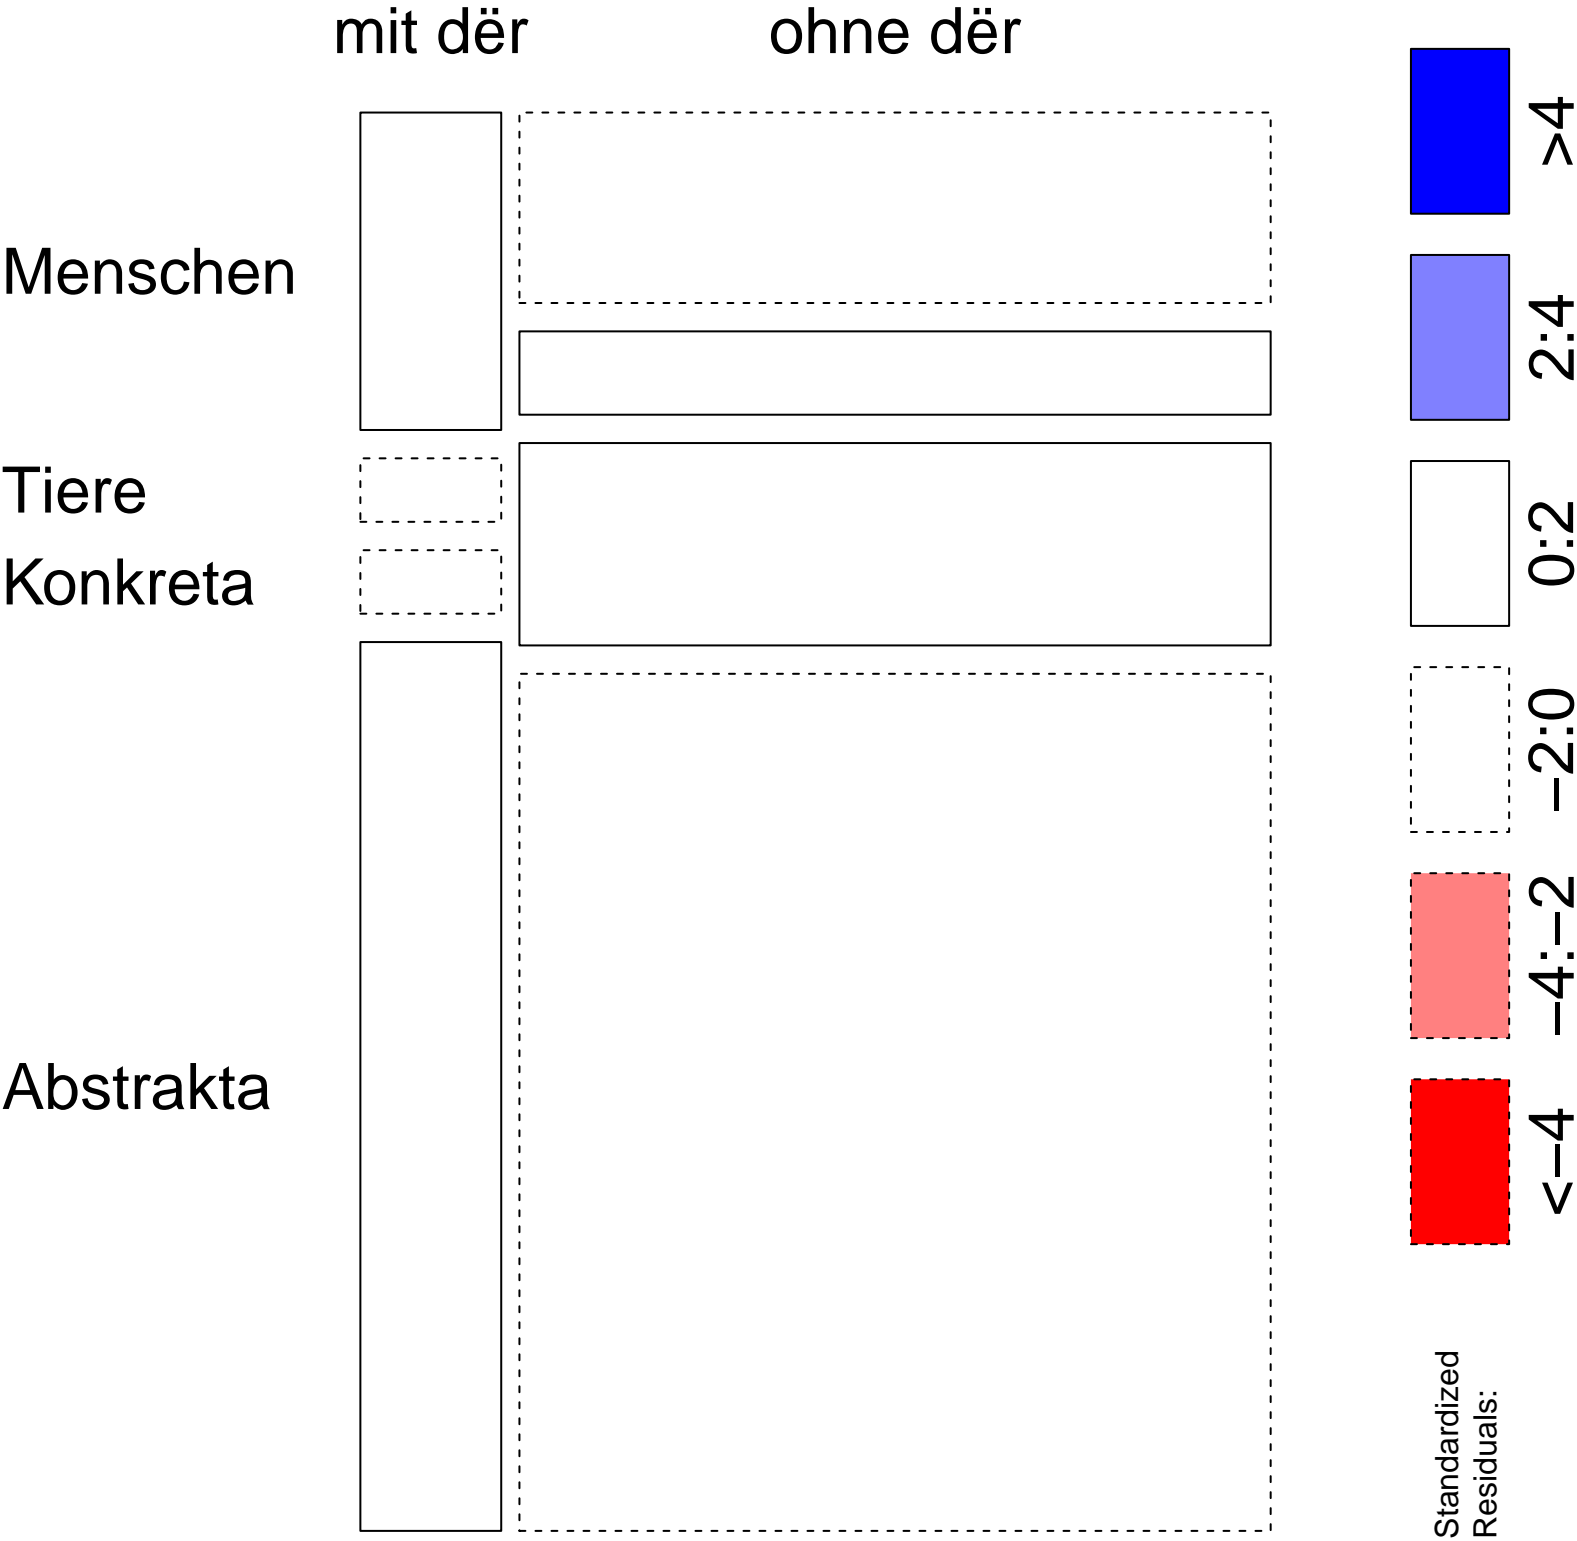 mit dër
ohne dër
Menschen
Tiere
Konkreta
Abstrakta
>4
2:4
0:2
−2:0
−4:−2
<−4
Standardized
Residuals: